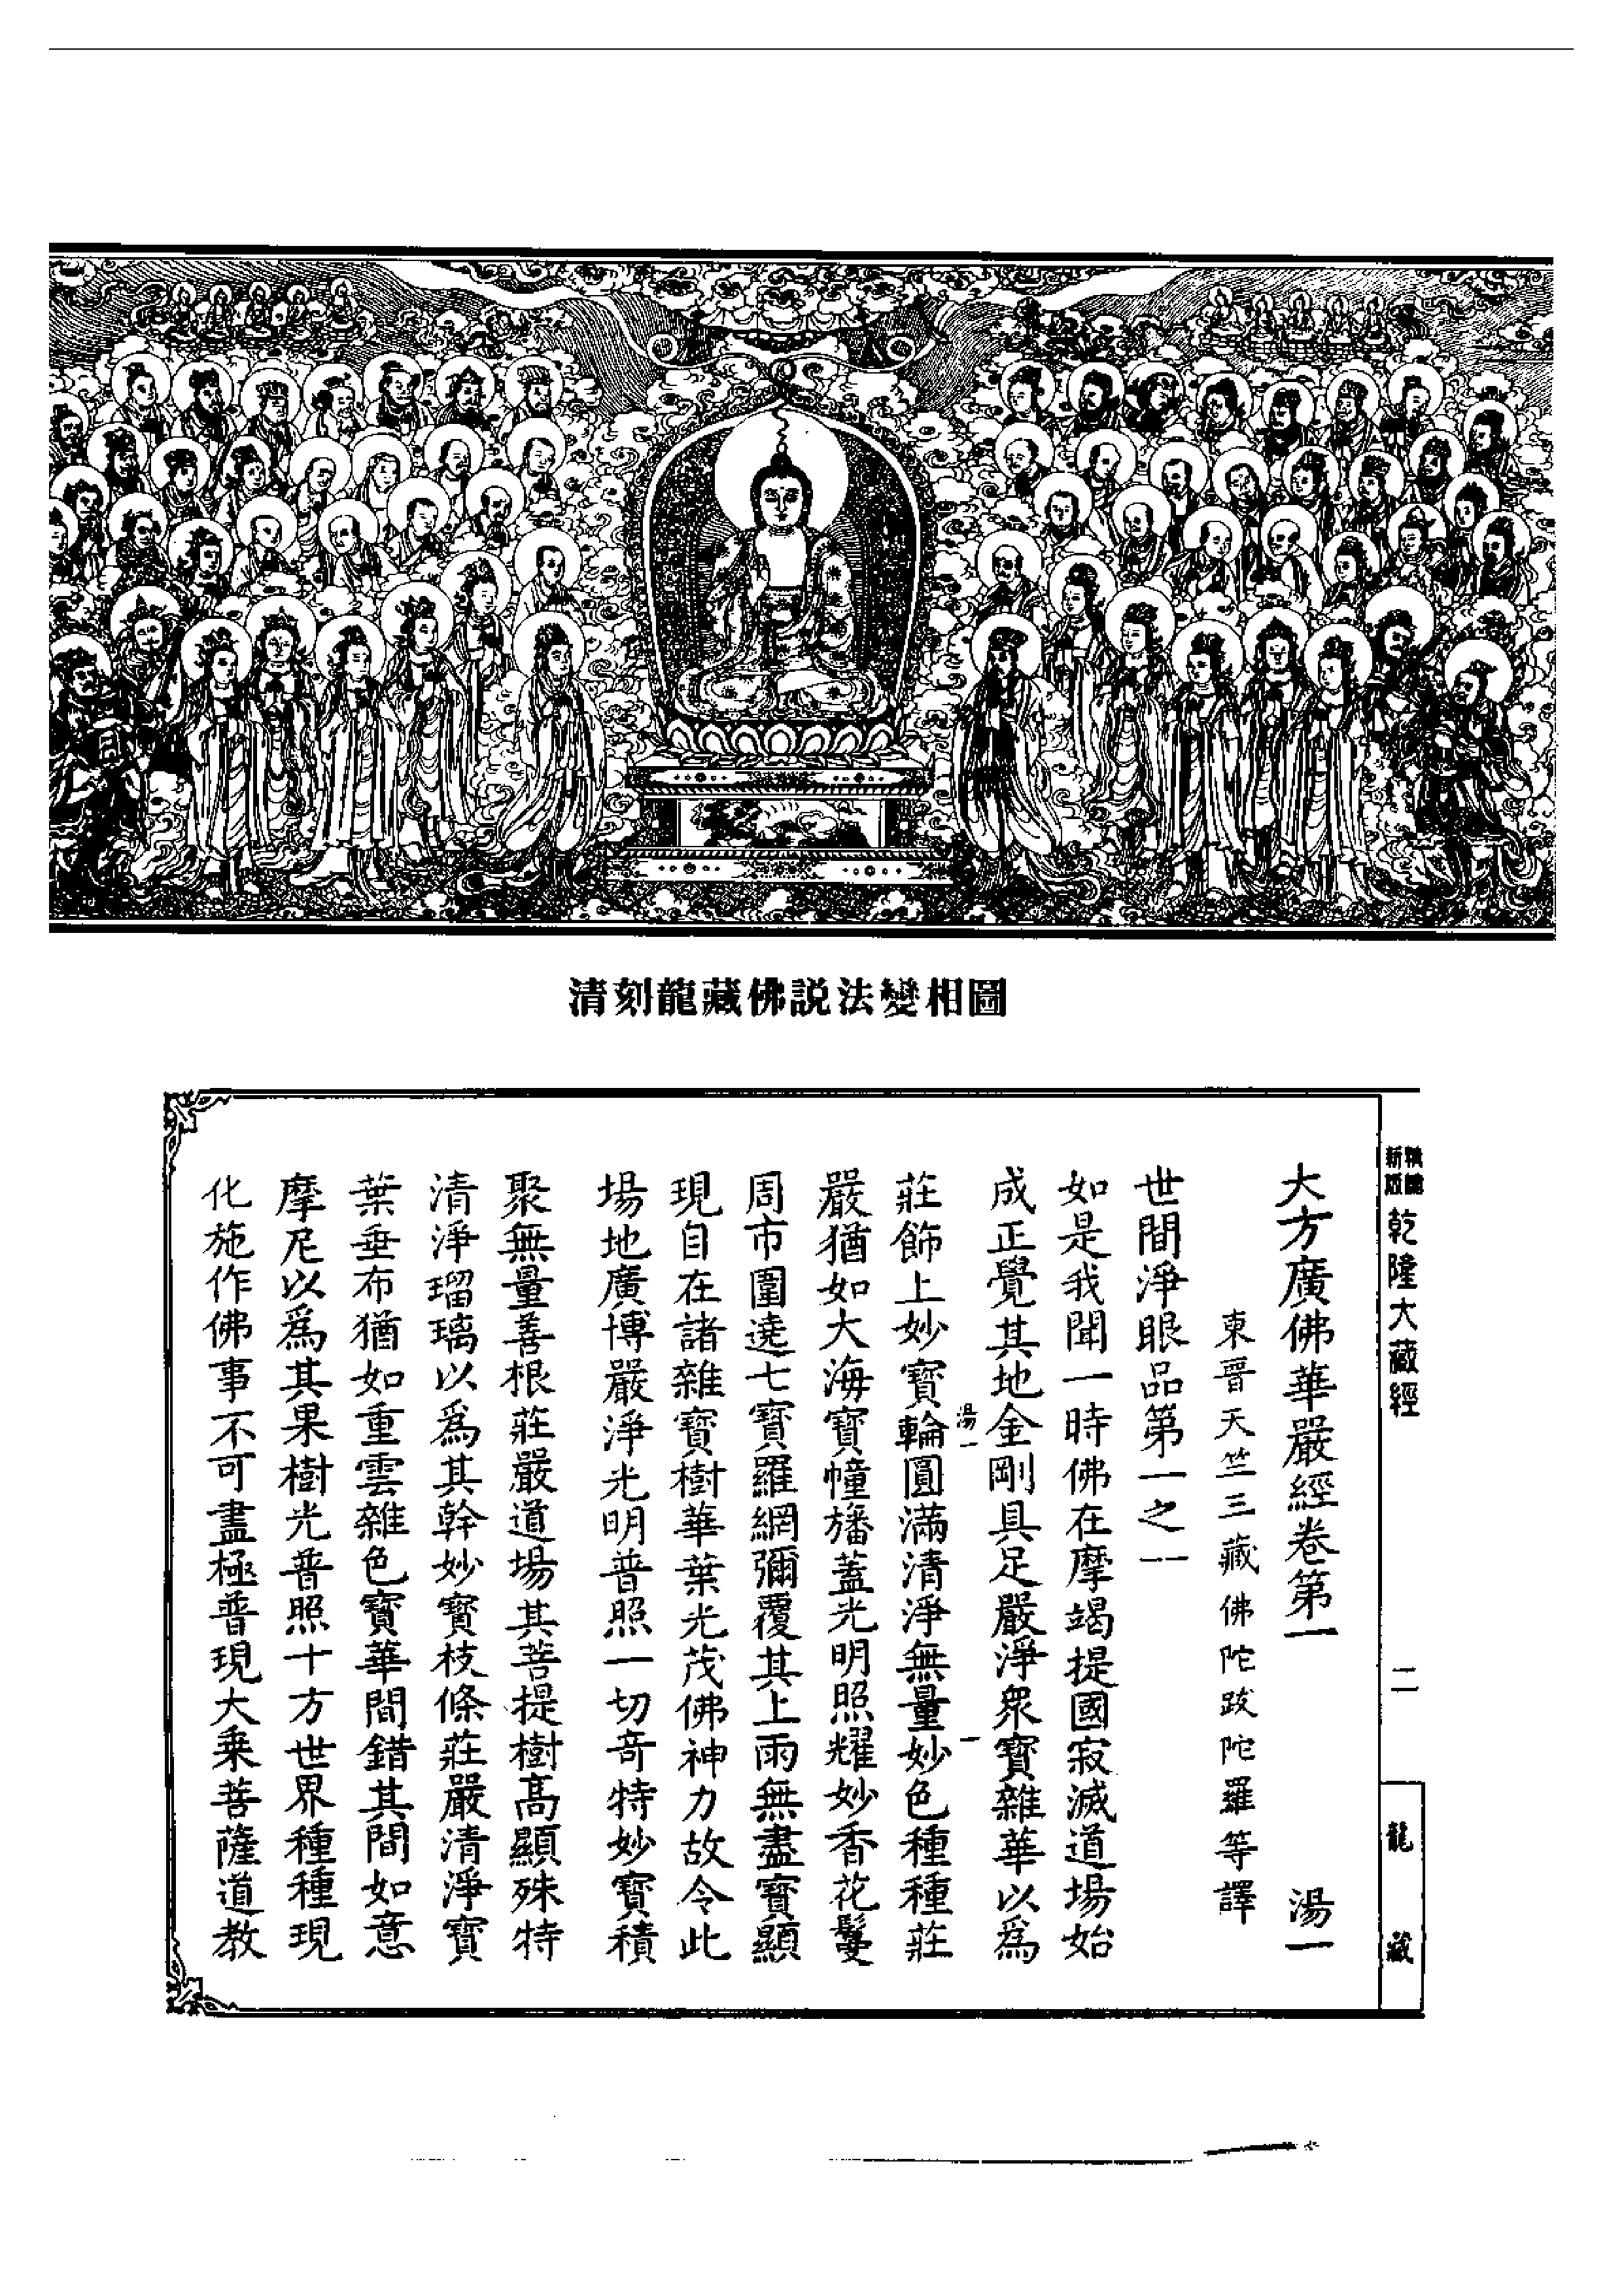 清刻龍藏佛説法變相圖
新版
乾隆大藏經
二
龍藏
大方廣佛華嚴經卷第一　湯一
東晉天竺三藏佛陀跋陀羅等譯
世間淨眼品第一之一
如是我聞一時佛在摩竭提國寂滅道場始
成正覺其地金剛具足嚴淨衆寶雜華以爲
湯一　一
莊飾上妙寶輪圓滿清淨無量妙色種種莊
嚴猶如大海寶幢旛蓋光明照耀妙香花鬘
周帀圍遶七寶羅網彌覆其上雨無盡寶顯
現自在諸雜寶樹華葉光茂佛神力故令此
場地廣博嚴淨光明普照一切竒特妙寶積
聚無量善根莊嚴道場其菩提樹髙顯殊特
清淨瑠璃以爲其幹妙寶枝條莊嚴清淨寶
葉垂布猶如重雲雜色寶華間錯其間如意
摩尼以爲其果樹光普照十方世界種種現
化施作佛事不可盡極普現大乗菩薩道教